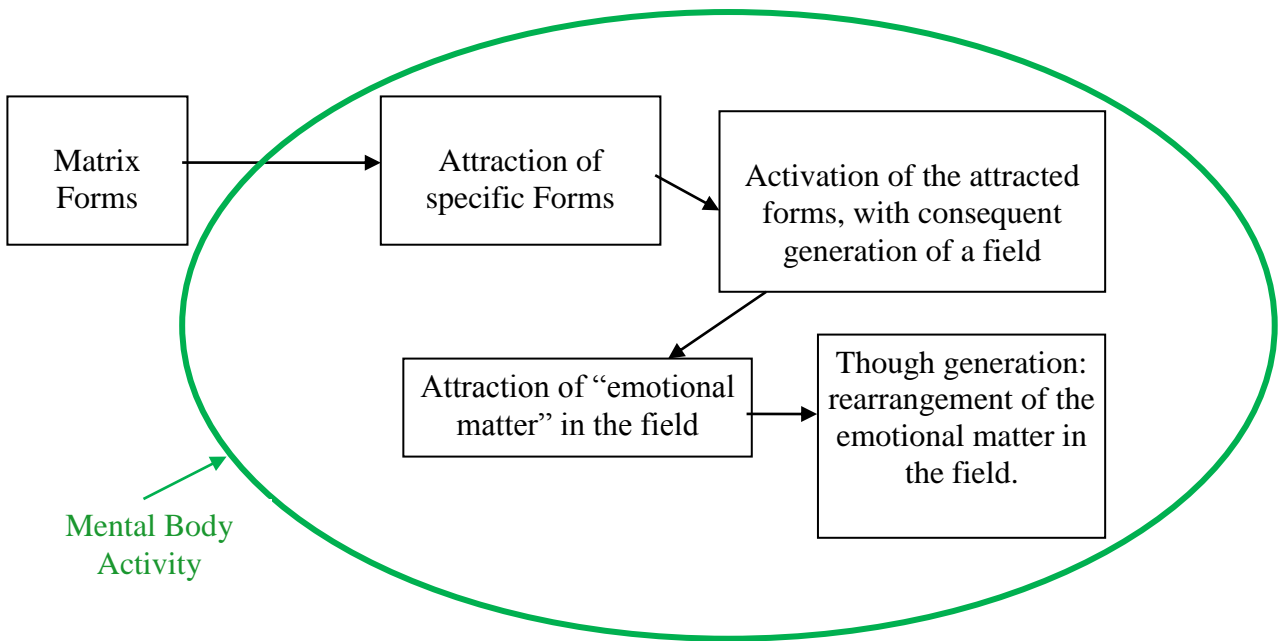 Matrix
Forms
Attraction of
specific Forms
Activation of the attracted
forms, with consequent
generation of a field
Attraction of “emotional
matter” in the field
Though generation:
rearrangement of the
emotional matter in
the field.
Mental Body
Activity